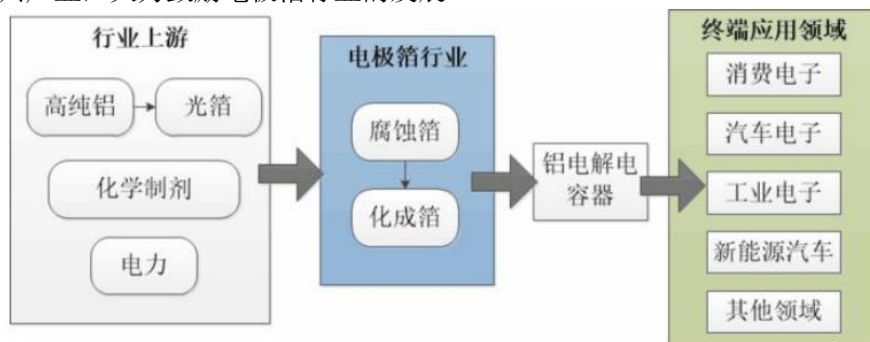 行业上游
高纯铝
光箔
化学制剂
电力
电极箔行业
腐蚀箔
化成箔
铝电解电
容器
终端应用领域
消费电子
汽车电子
工业电子
新能源汽车
其他领域